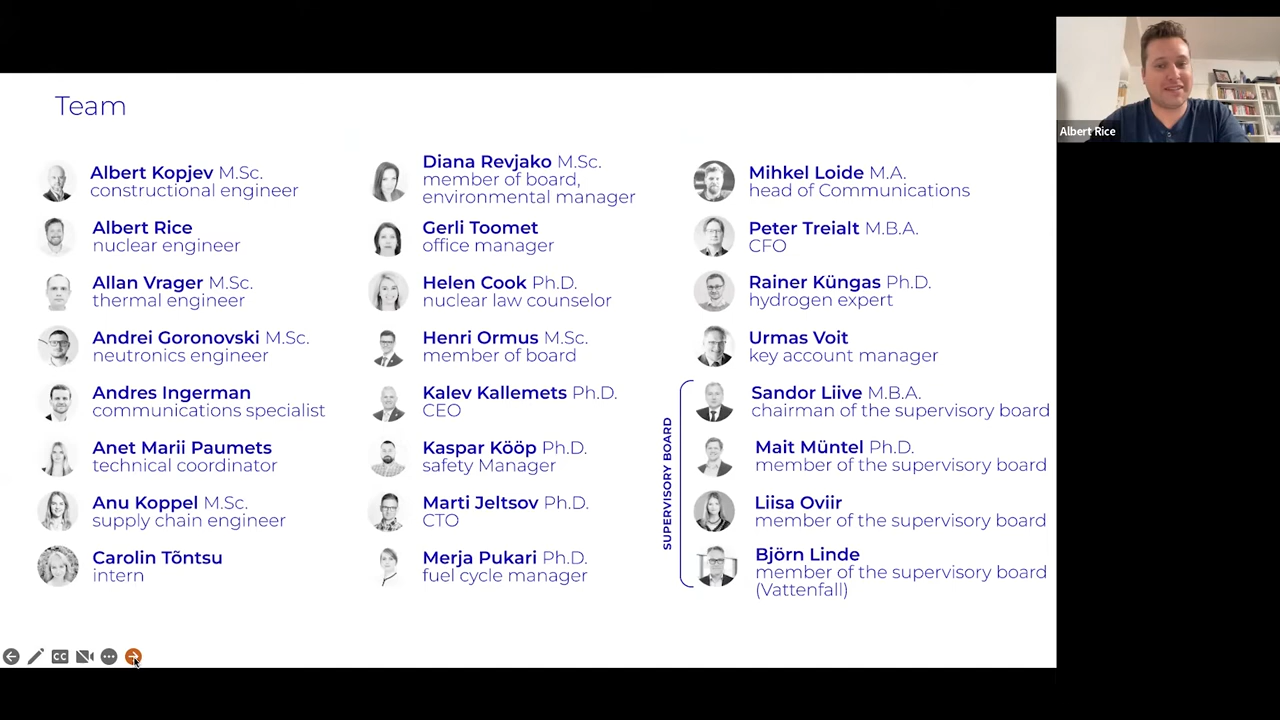 Team
Albert Kopjev M.Sc.
constructional engineer
Albert Rice
nuclear engineer
Allan Vrager M.Sc.
thermal engineer
Andrei Goronovski M.Sc.
neutronics engineer
Andres Ingerman
communications specialist
Anet Marii Paumets
technical coordinator
Anu Koppel M.Sc.
supply chain engineer
Carolin Tõntsu
intern
Diana Revjako M.Sc.
member of board,
environmental manager
Gerli Toomet
office manager
Helen Cook Ph.D.
nuclear law counselor
Henri Ormus M.Sc.
member of board
Kalev Kallemets Ph.D.
CEO
Kaspar Kööp Ph.D.
safety Manager
Marti Jeltsov Ph.D.
CTO
Merja Pukari Ph.D.
fuel cycle manager
Mihkel Loide M.A.
head of Communications
Peter Treialt M.B.A.
CFO
Rainer Küngas Ph.D.
hydrogen expert
Urmas Voit
key account manager
SUPERVISORY BOARD
Sandor Liive M.B.A.
chairman of the supervisory board
Mait Müntel Ph.D.
member of the supervisory board
Liisa Oviir
member of the supervisory board
Björn Linde
member of the supervisory board
(Vattenfall)
CC
Albert Rice